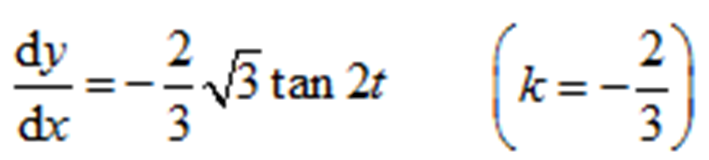 dy/dx = −2/3 √3 tan 2t (k = −2/3)